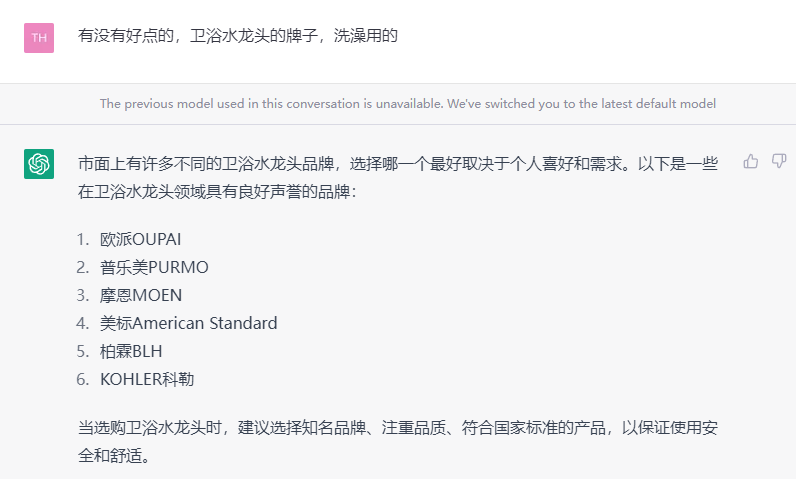 TH
有没有好点的，卫浴水龙头的牌子，洗澡用的
The previous model used in this conversation is unavailable. We've switched you to the latest default model
市面上有许多不同的卫浴水龙头品牌，选择哪一个最好取决于个人喜好和需求。以下是一些
在卫浴水龙头领域具有良好声誉的品牌：
1. 欧派OUPAI
2. 普乐美PURMO
3. 摩恩MOEN
4. 美标American Standard
5. 柏霖BLH
6. KOHLER科勒
当选购卫浴水龙头时，建议选择知名品牌、注重品质、符合国家标准的产品，以保证使用安
全和舒适。